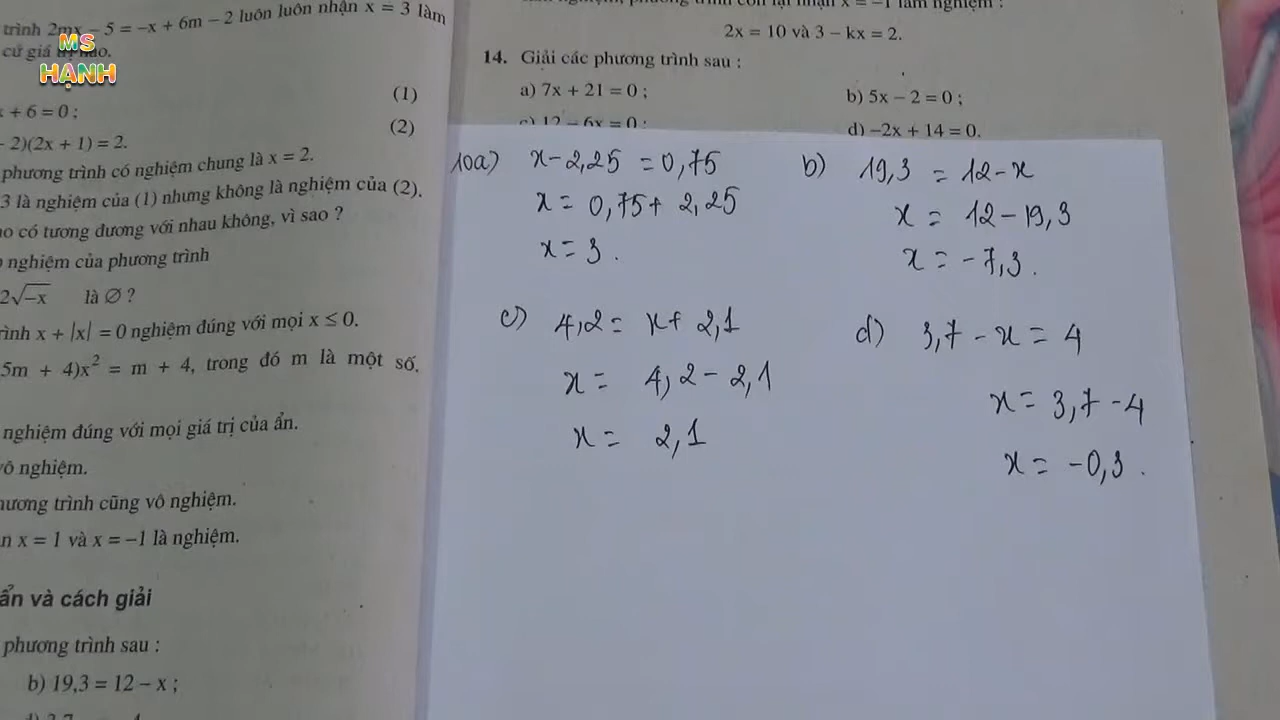 trình 2mx – 5 = –x + 6m – 2 luôn luôn nhận x = 3 làm
cứ giá
MS
HẠNH
x + 6 = 0 ;
(1)
– 2)(2x + 1) = 2.
(2)
phương trình có nghiệm chung là x = 2.
3 là nghiệm của (1) nhưng không là nghiệm của (2).
có tương đương với nhau không, vì sao ?
nghiệm của phương trình
2√–x là ∅ ?
x + |x| = 0 nghiệm đúng với mọi x ≤ 0.
5m + 4)x² = m + 4, trong đó m là một số.
nghiệm đúng với mọi giá trị của ẩn.
vô nghiệm.
hương trình cũng vô nghiệm.
x = 1 và x = –1 là nghiệm.
ẩn và cách giải
phương trình sau :
b) 19,3 = 12 – x ;
2x = 10 và 3 – kx = 2.
14. Giải các phương trình sau :
a) 7x + 21 = 0 ;
b) 5x – 2 = 0 ;
c) 12 – 6x = 0 ;
d) –2x + 14 = 0.
10a) x – 2,25 = 0,75
x = 0,75 + 2,25
x = 3 .
b) 19,3 = 12 – x
x = 12 – 19,3
x = – 7,3 .
c) 4,2 = x + 2,1
x = 4,2 – 2,1
x = 2,1
d) 3,7 – x = 4
x = 3,7 – 4
x = –0,3 .